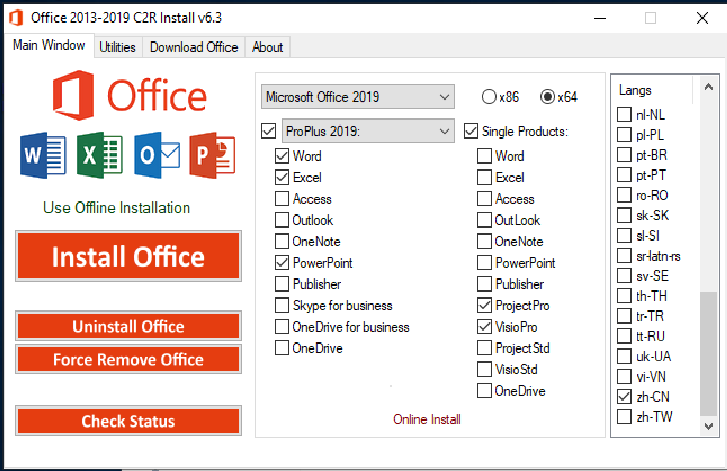 Office 2013-2019 C2R Install v6.3
Main Window Utilities Download Office About
Office
W X O P
Use Offline Installation
Install Office
Uninstall Office
Force Remove Office
Check Status
Microsoft Office 2019 x86 x64
ProPlus 2019: Single Products:
Word Word
Excel Excel
Access Access
Outlook OutLook
OneNote OneNote
PowerPoint PowerPoint
Publisher Publisher
Skype for business ProjectPro
OneDrive for business VisioPro
OneDrive ProjectStd
VisioStd
OneDrive
Online Install
Langs
nl-NL
pl-PL
pt-BR
pt-PT
ro-RO
sk-SK
sl-SI
sr-latn-rs
sv-SE
th-TH
tr-TR
tt-RU
uk-UA
vi-VN
zh-CN
zh-TW